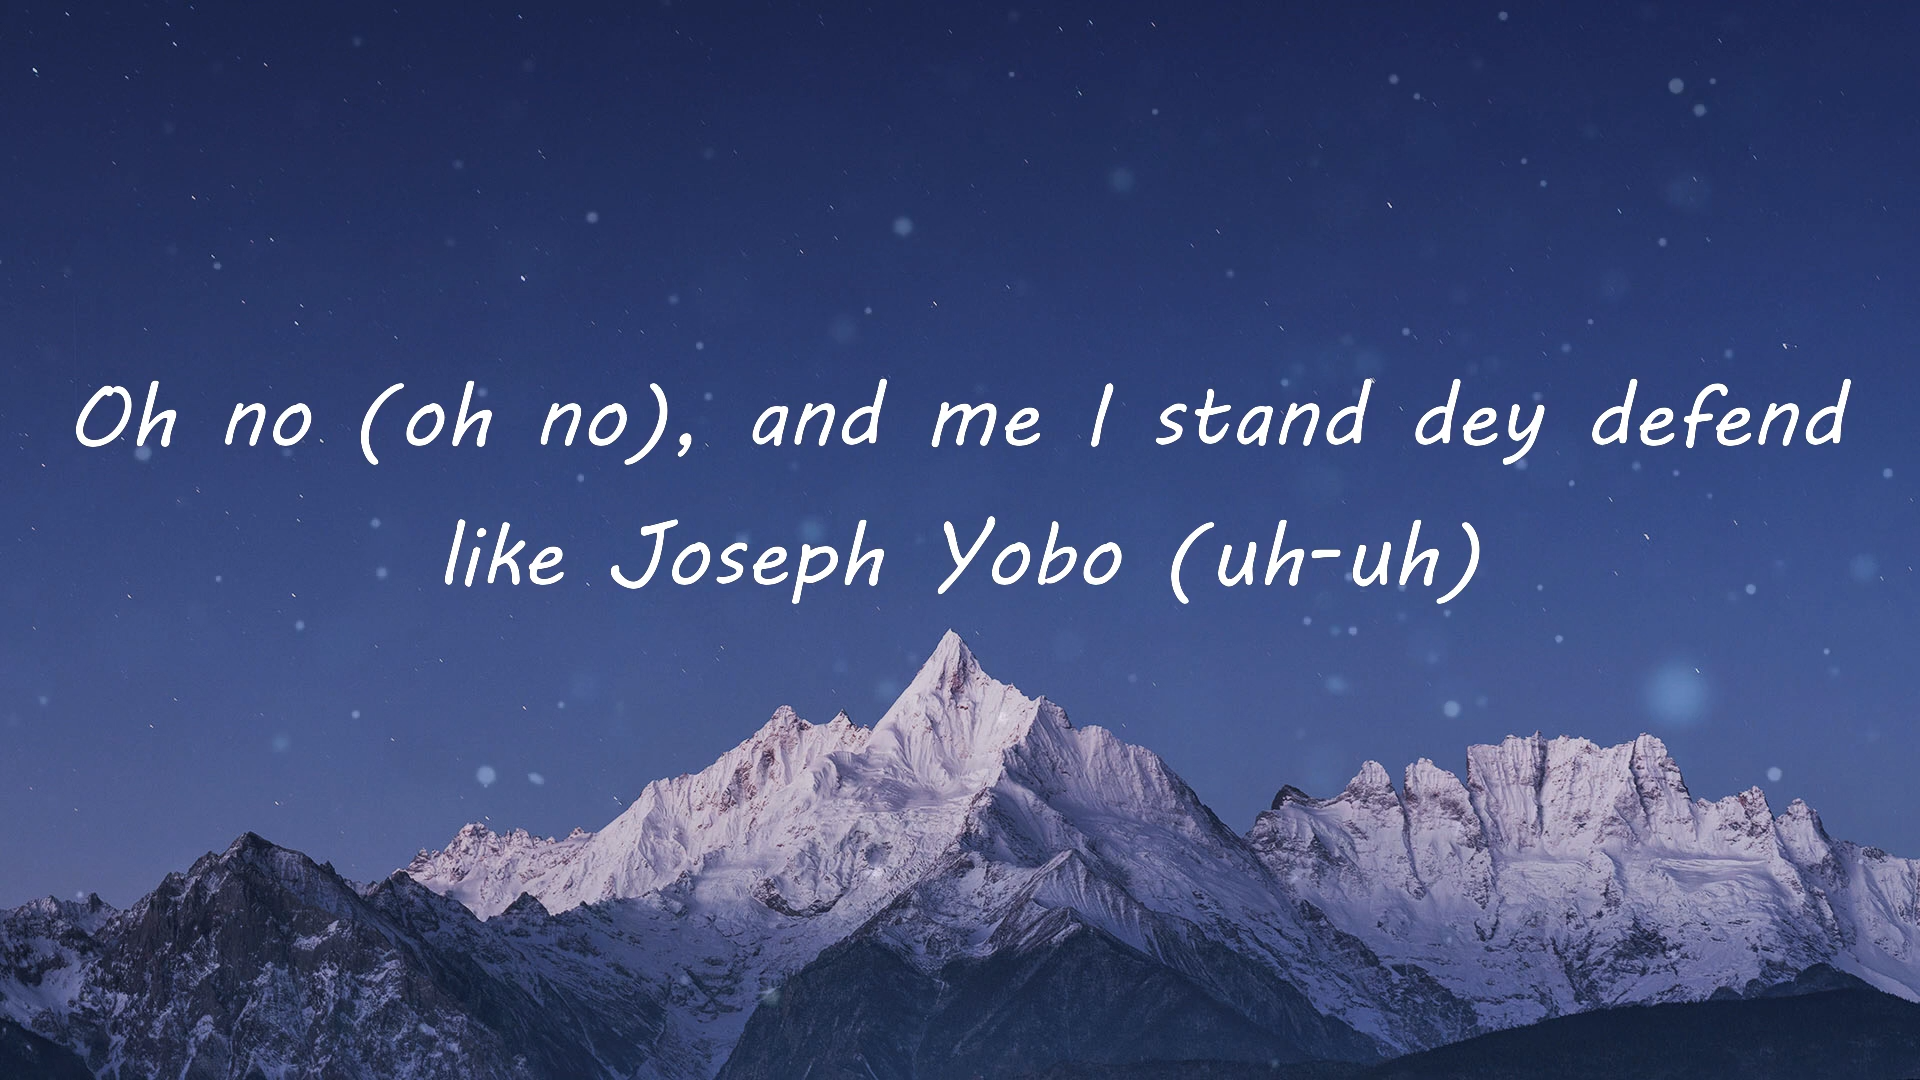 Oh no (oh no), and me I stand dey defend
like Joseph Yobo (uh-uh)